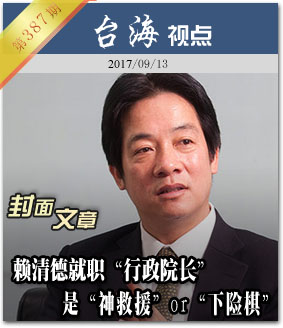 第387期
台海视点
2017/09/13
封面
文章
赖清德就职“行政院长”
是“神救援”or“下险棋”